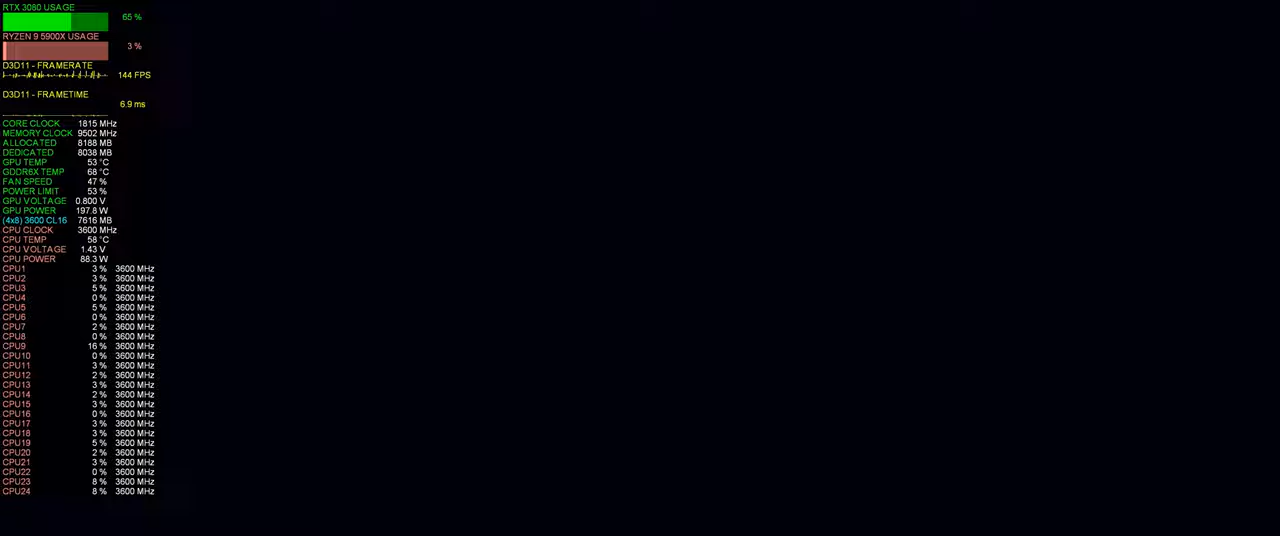 RTX 3080 USAGE
65 %
RYZEN 9 5900X USAGE
3 %
D3D11 - FRAMERATE
144 FPS
D3D11 - FRAMETIME
6.9 ms
CORE CLOCK 1815 MHz
MEMORY CLOCK 9502 MHz
ALLOCATED 8188 MB
DEDICATED 8038 MB
GPU TEMP 53 °C
GDDR6X TEMP 68 °C
FAN SPEED 47 %
POWER LIMIT 53 %
GPU VOLTAGE 0.800 V
GPU POWER 197.8 W
(4x8) 3600 CL16 7616 MB
CPU CLOCK 3600 MHz
CPU TEMP 58 °C
CPU VOLTAGE 1.43 V
CPU POWER 88.3 W
CPU1 3 % 3600 MHz
CPU2 3 % 3600 MHz
CPU3 5 % 3600 MHz
CPU4 0 % 3600 MHz
CPU5 5 % 3600 MHz
CPU6 0 % 3600 MHz
CPU7 2 % 3600 MHz
CPU8 0 % 3600 MHz
CPU9 16 % 3600 MHz
CPU10 0 % 3600 MHz
CPU11 3 % 3600 MHz
CPU12 2 % 3600 MHz
CPU13 3 % 3600 MHz
CPU14 2 % 3600 MHz
CPU15 3 % 3600 MHz
CPU16 0 % 3600 MHz
CPU17 3 % 3600 MHz
CPU18 3 % 3600 MHz
CPU19 5 % 3600 MHz
CPU20 2 % 3600 MHz
CPU21 3 % 3600 MHz
CPU22 0 % 3600 MHz
CPU23 8 % 3600 MHz
CPU24 8 % 3600 MHz